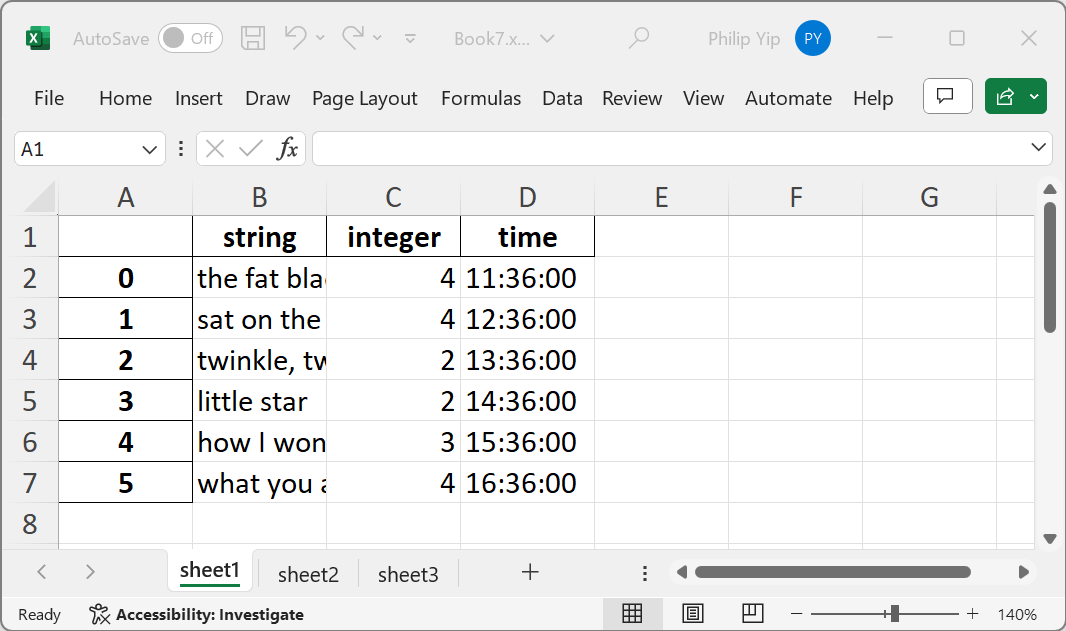 AutoSave Off Book7.x... Philip Yip PY
File Home Insert Draw Page Layout Formulas Data Review View Automate Help
A1 fx
A B C D E F G
1 string integer time
2 0 the fat bla 4 11:36:00
3 1 sat on the 4 12:36:00
4 2 twinkle, tw 2 13:36:00
5 3 little star 2 14:36:00
6 4 how I won 3 15:36:00
7 5 what you a 4 16:36:00
8
sheet1 sheet2 sheet3
Ready Accessibility: Investigate 140%